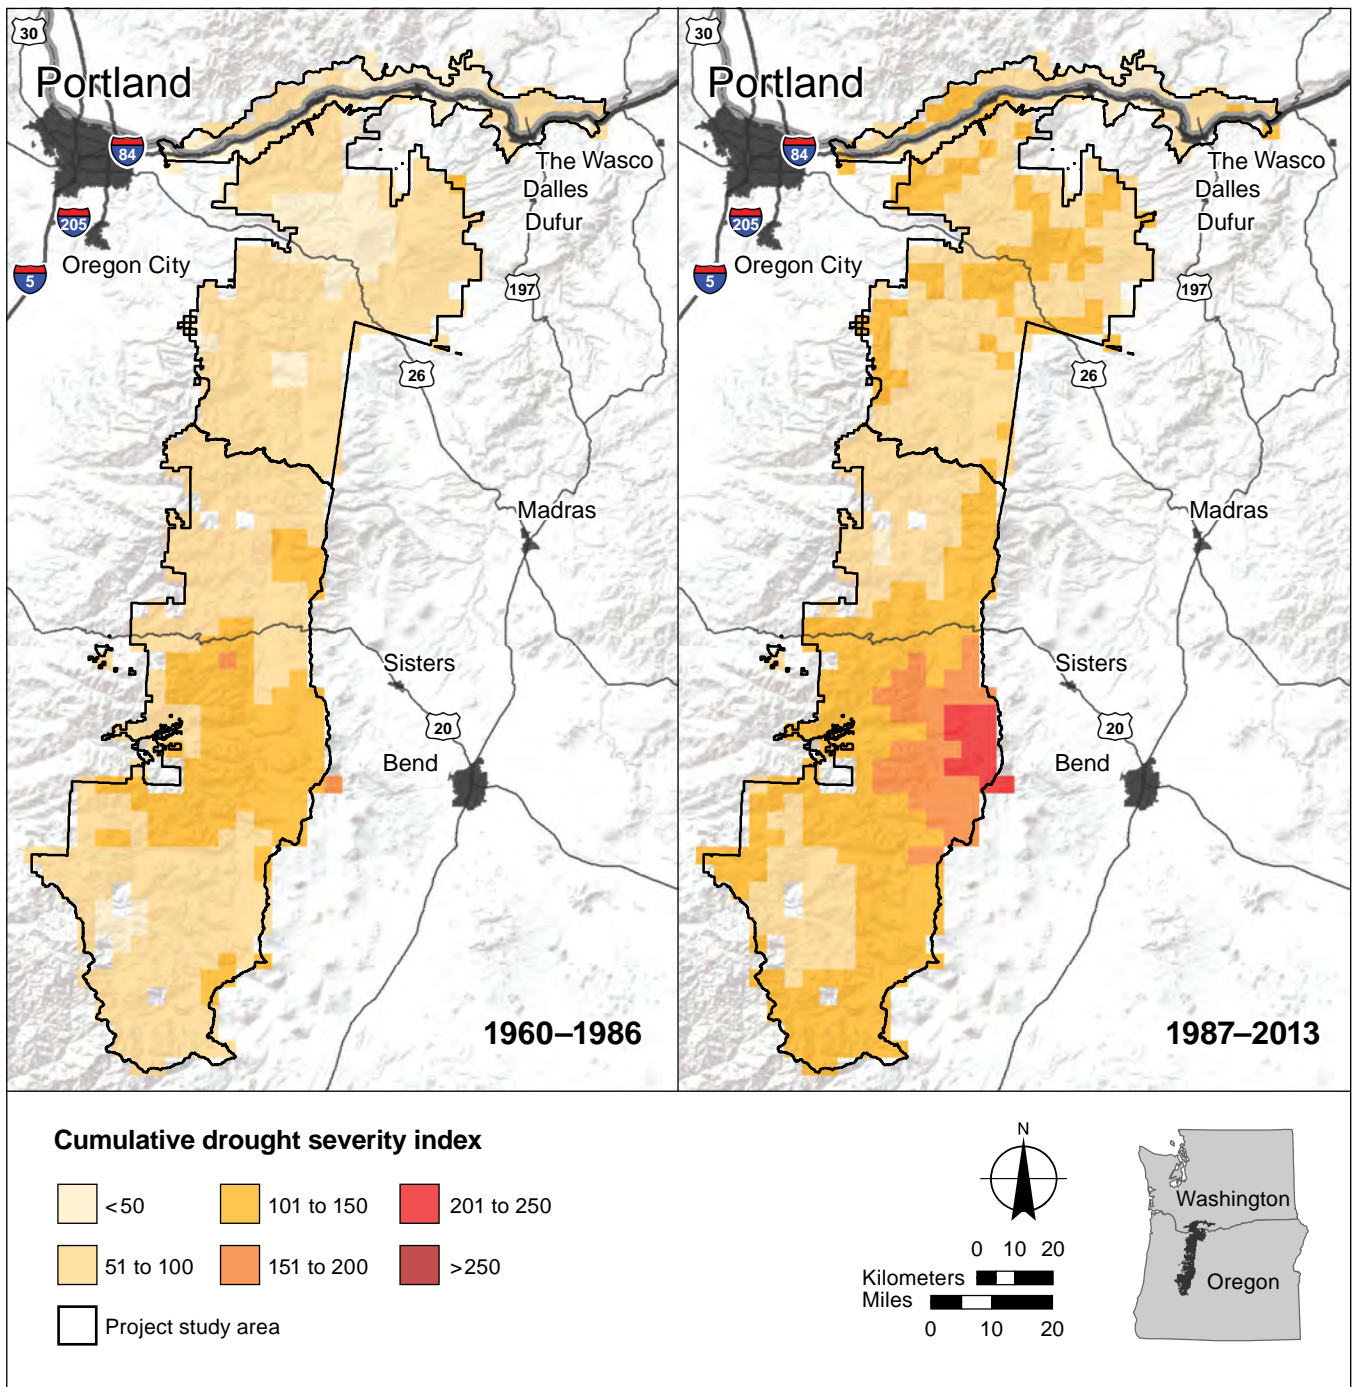 30
Portland
84
The Wasco
Dalles
Dufur
205
Oregon City
5
197
26
Madras
Sisters
20
Bend
1960–1986
30
Portland
84
The Wasco
Dalles
Dufur
205
Oregon City
5
197
26
Madras
Sisters
20
Bend
1987–2013
Cumulative drought severity index
<50
101 to 150
201 to 250
51 to 100
151 to 200
>250
Project study area
N
0 10 20
Kilometers
Miles
0 10 20
Washington
Oregon